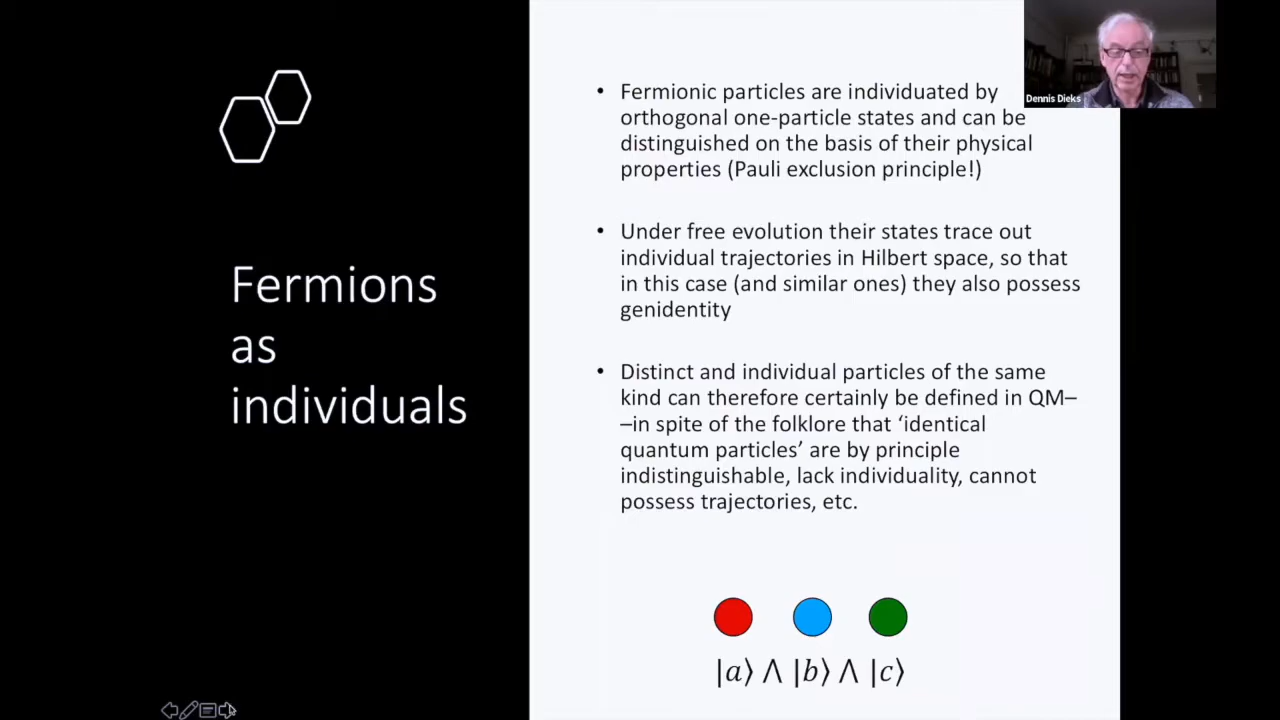 Fermions
as
individuals
• Fermionic particles are individuated by
orthogonal one-particle states and can be
distinguished on the basis of their physical
properties (Pauli exclusion principle!)
• Under free evolution their states trace out
individual trajectories in Hilbert space, so that
in this case (and similar ones) they also possess
genidentity
• Distinct and individual particles of the same
kind can therefore certainly be defined in QM–
–in spite of the folklore that ‘identical
quantum particles’ are by principle
indistinguishable, lack individuality, cannot
possess trajectories, etc.
|a⟩ ⋀ |b⟩ ⋀ |c⟩
Dennis Dieks